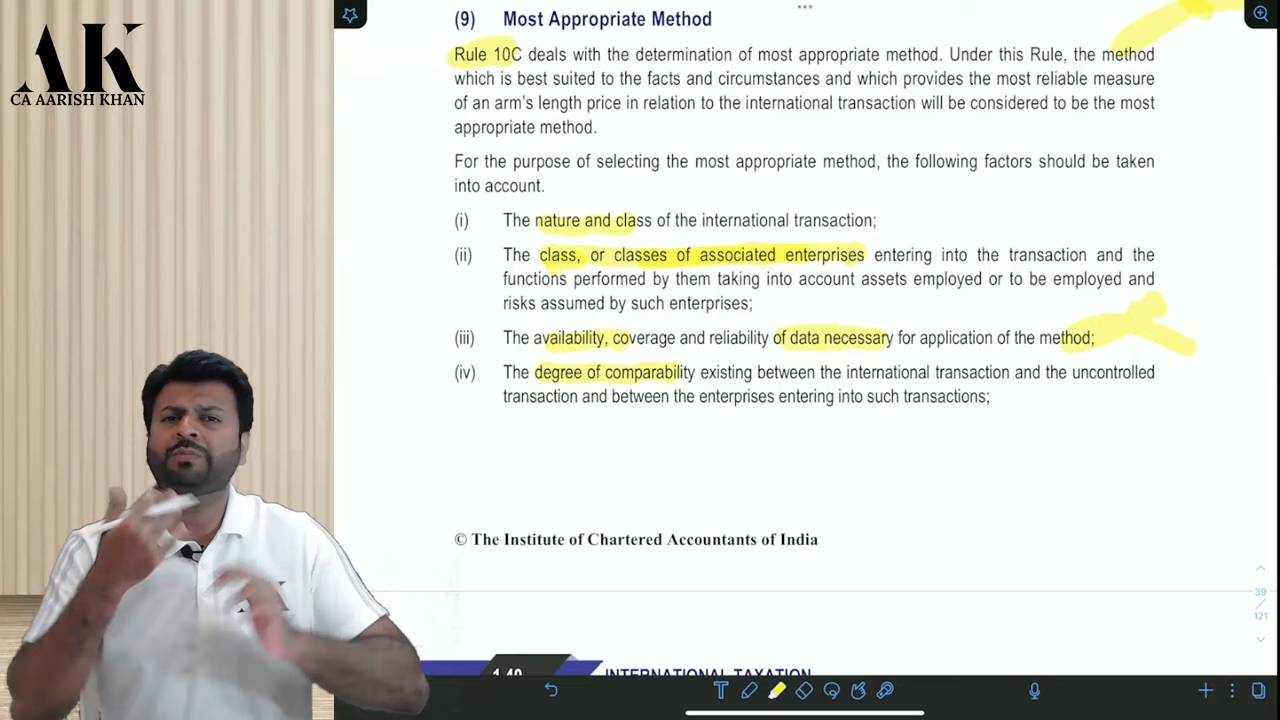 AK
CA AARISH KHAN
(9) Most Appropriate Method
Rule 10C deals with the determination of most appropriate method. Under this Rule, the method
which is best suited to the facts and circumstances and which provides the most reliable measure
of an arm's length price in relation to the international transaction will be considered to be the most
appropriate method.
For the purpose of selecting the most appropriate method, the following factors should be taken
into account.
(i) The nature and class of the international transaction;
(ii) The class, or classes of associated enterprises entering into the transaction and the
functions performed by them taking into account assets employed or to be employed and
risks assumed by such enterprises;
(iii) The availability, coverage and reliability of data necessary for application of the method;
(iv) The degree of comparability existing between the international transaction and the uncontrolled
transaction and between the enterprises entering into such transactions;
© The Institute of Chartered Accountants of India
39
/
121
1.40 INTERNATIONAL TAXATION